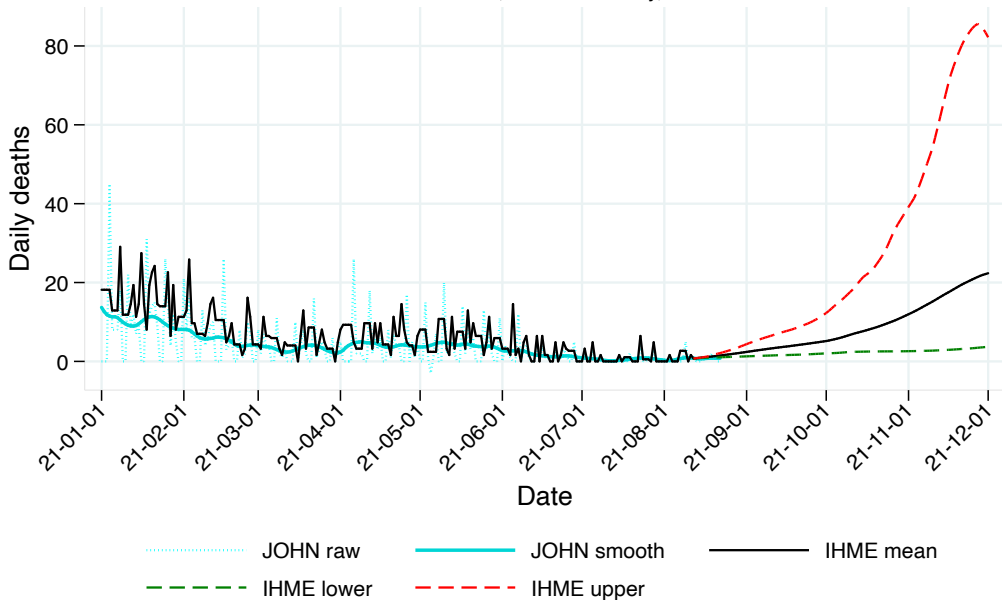 Daily deaths
80
60
40
20
0
21-01-01
21-02-01
21-03-01
21-04-01
21-05-01
21-06-01
21-07-01
21-08-01
21-09-01
21-10-01
21-11-01
21-12-01
Date
JOHN raw
JOHN smooth
IHME mean
IHME lower
IHME upper